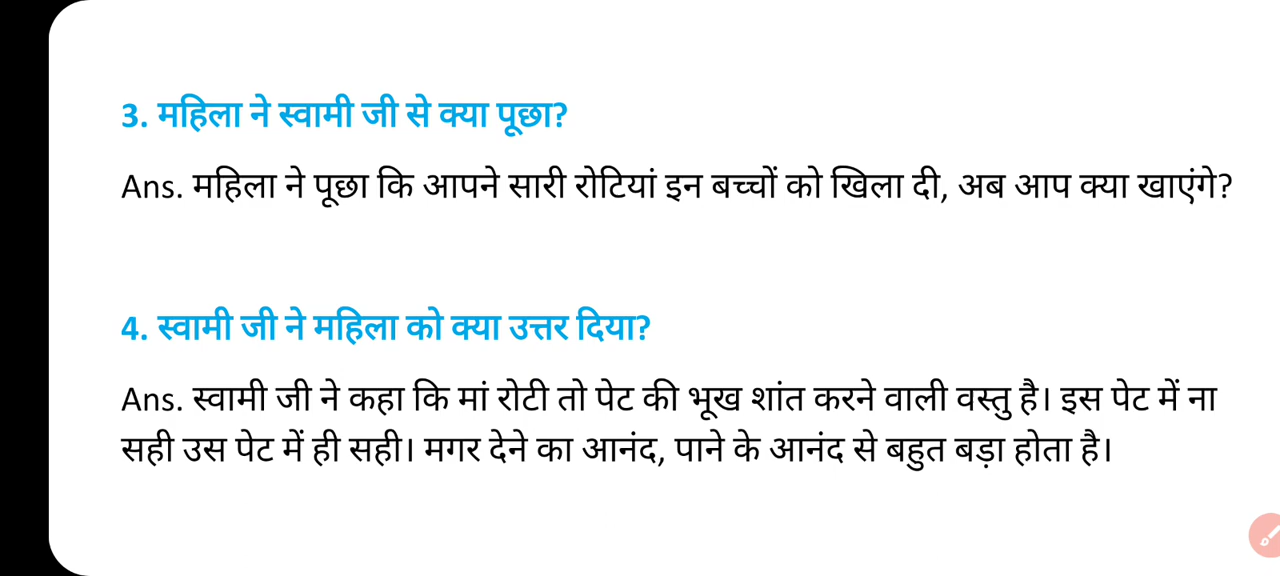 3. महिला ने स्वामी जी से क्या पूछा?
Ans. महिला ने पूछा कि आपने सारी रोटियां इन बच्चों को खिला दी, अब आप क्या खाएंगे?
4. स्वामी जी ने महिला को क्या उत्तर दिया?
Ans. स्वामी जी ने कहा कि मां रोटी तो पेट की भूख शांत करने वाली वस्तु है। इस पेट में ना
सही उस पेट में ही सही। मगर देने का आनंद, पाने के आनंद से बहुत बड़ा होता है।